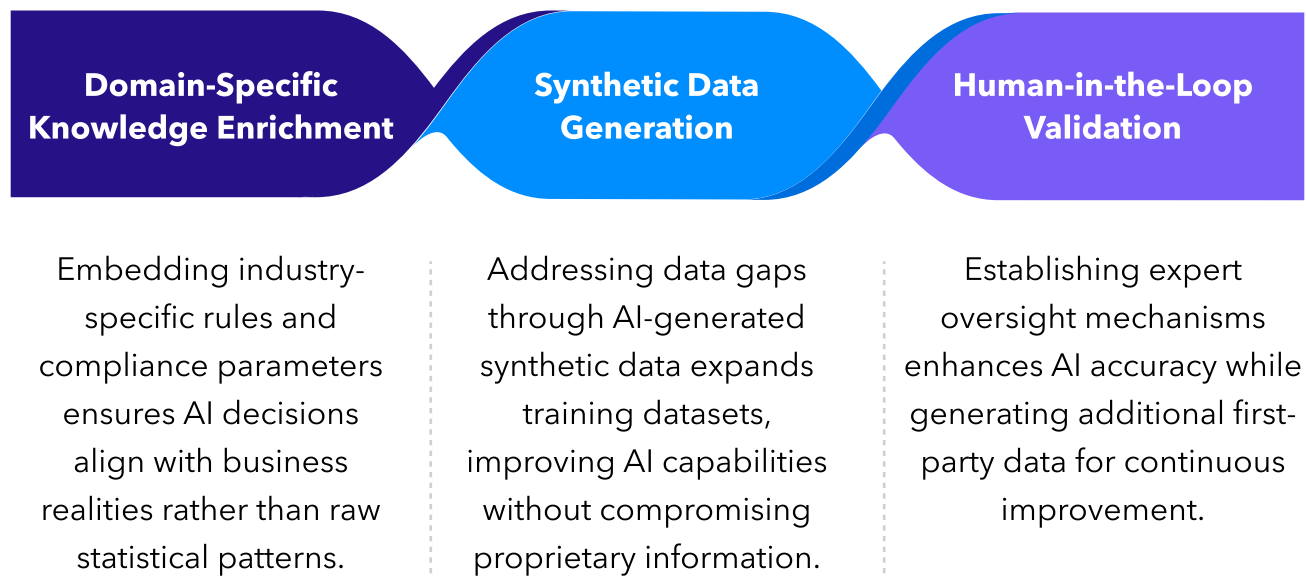 Domain-Specific
Knowledge Enrichment
Synthetic Data
Generation
Human-in-the-Loop
Validation
Embedding industry-
specific rules and
compliance parameters
ensures AI decisions
align with business
realities rather than raw
statistical patterns.
Addressing data gaps
through AI-generated
synthetic data expands
training datasets,
improving AI capabilities
without compromising
proprietary information.
Establishing expert
oversight mechanisms
enhances AI accuracy while
generating additional first-
party data for continuous
improvement.